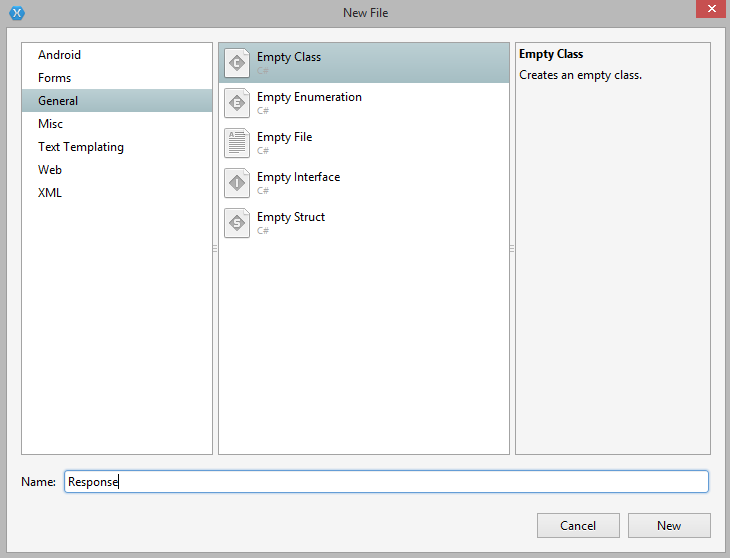 New File
Android
Forms
General
Misc
Text Templating
Web
XML
Empty Class
C#
Empty Enumeration
C#
Empty File
C#
Empty Interface
C#
Empty Struct
C#
Empty Class
Creates an empty class.
Name: Response
Cancel New